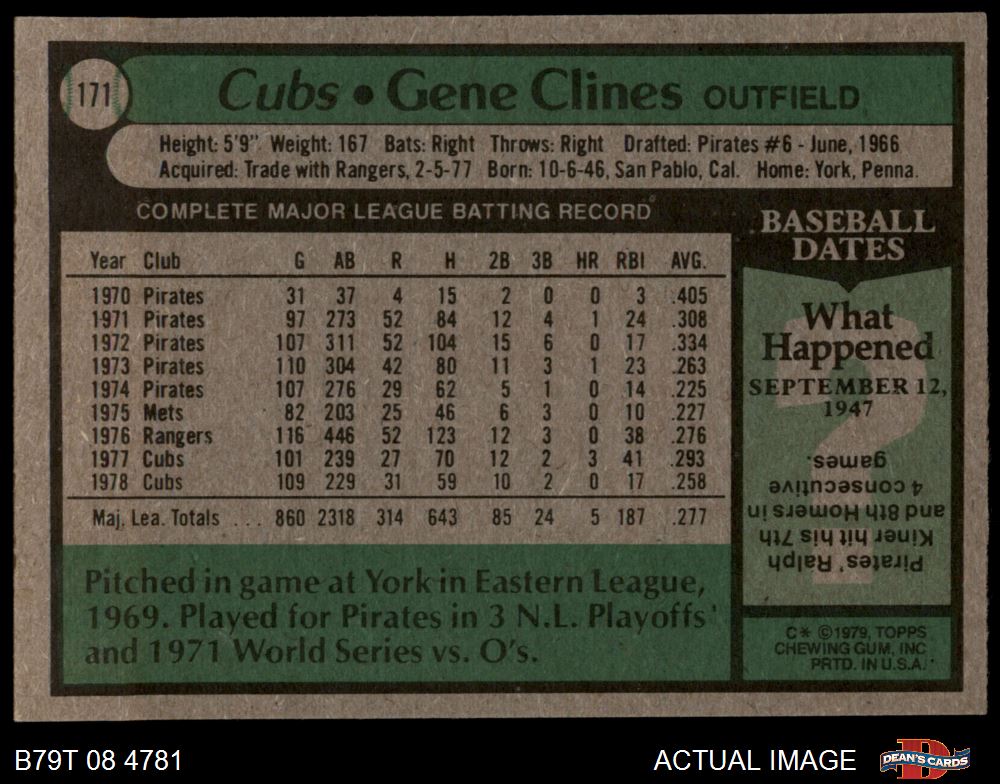 171
Cubs • Gene Clines OUTFIELD
Height: 5'9" Weight: 167 Bats: Right Throws: Right Drafted: Pirates #6 - June, 1966
Acquired: Trade with Rangers, 2-5-77 Born: 10-6-46, San Pablo, Cal. Home: York, Penna.
COMPLETE MAJOR LEAGUE BATTING RECORD
Year Club G AB R H 2B 3B HR RBI AVG.
1970 Pirates 31 37 4 15 2 0 0 3 .405
1971 Pirates 97 273 52 84 12 4 1 24 .308
1972 Pirates 107 311 52 104 15 6 0 17 .334
1973 Pirates 110 304 42 80 11 3 1 23 .263
1974 Pirates 107 276 29 62 5 1 0 14 .225
1975 Mets 82 203 25 46 6 3 0 10 .227
1976 Rangers 116 446 52 123 12 3 0 38 .276
1977 Cubs 101 239 27 70 12 2 3 41 .293
1978 Cubs 109 229 31 59 10 2 0 17 .258
Maj. Lea. Totals ... 860 2318 314 643 85 24 5 187 .277
Pitched in game at York in Eastern League,
1969. Played for Pirates in 3 N.L. Playoffs
and 1971 World Series vs. O's.
BASEBALL
DATES
What
Happened
SEPTEMBER 12,
1947
Pirates' Ralph
Kiner hit his 7th
and 8th Homers in
4 consecutive
games.
C* ©1979, TOPPS
CHEWING GUM, INC
PRTD. IN U.S.A.
B79T 08 4781
ACTUAL IMAGE
DEAN'S CARDS